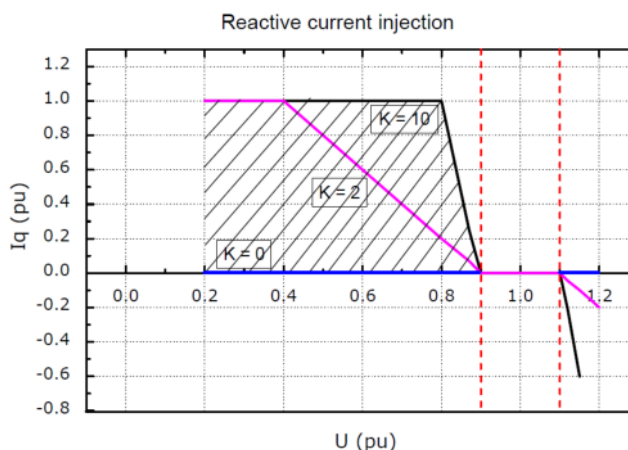 Reactive current injection
1.2
1.0
0.8
0.6
0.4
0.2
0.0
-0.2
-0.4
-0.6
-0.8
Iq (pu)
K = 10
K = 2
K = 0
0.0 0.2 0.4 0.6 0.8 1.0 1.2
U (pu)